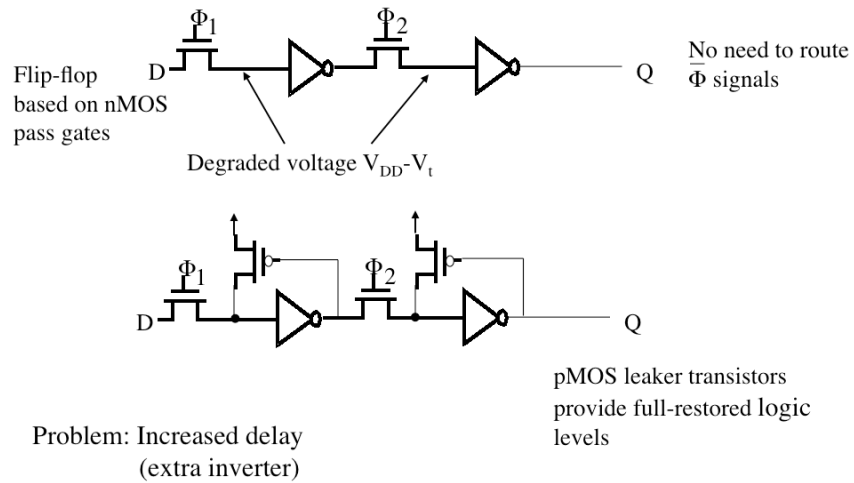 Φ1
Φ2
D
Q
No need to route
Φ̅ signals
Flip-flop
based on nMOS
pass gates
Degraded voltage VDD-Vt
Φ1
Φ2
D
Q
pMOS leaker transistors
provide full-restored logic
levels
Problem: Increased delay
(extra inverter)